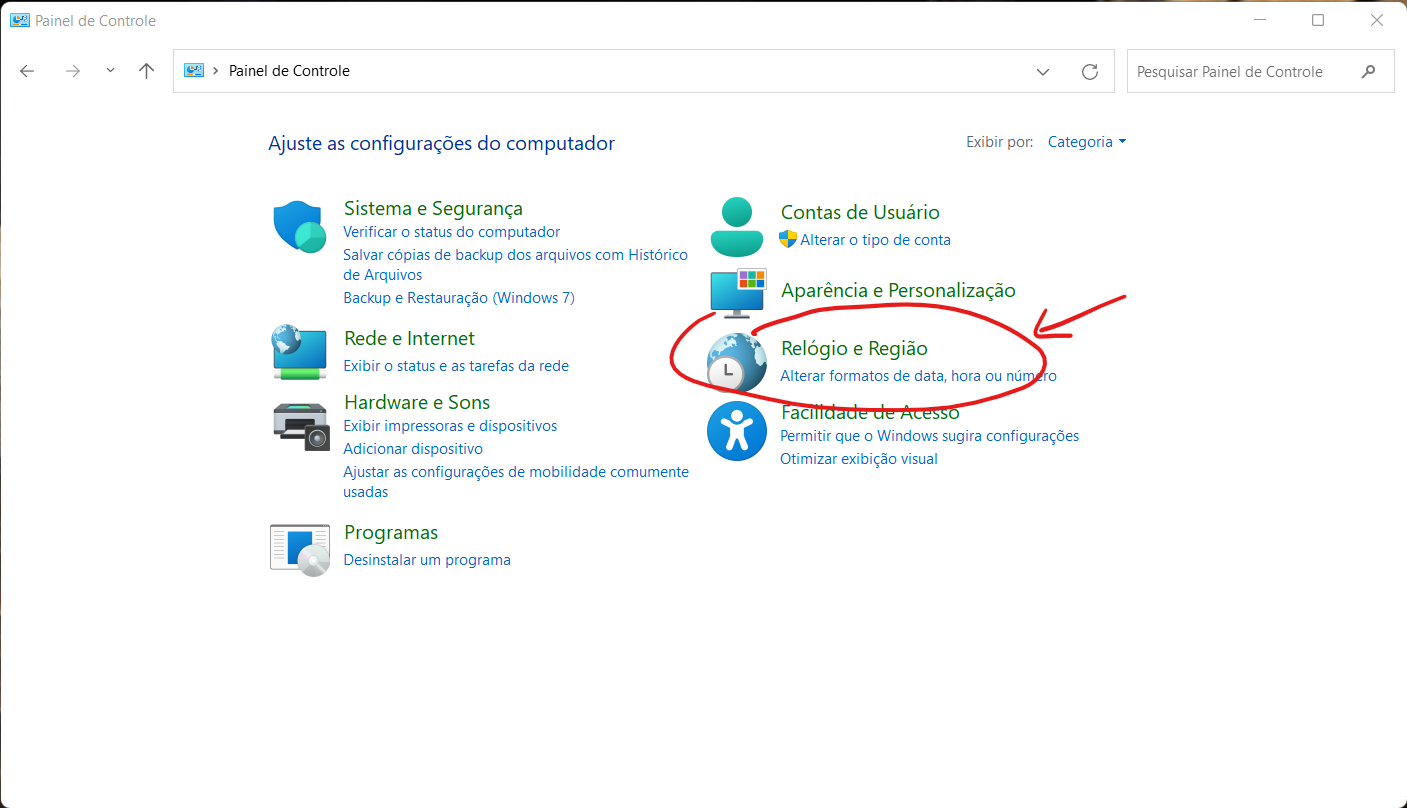 Painel de Controle
Painel de Controle
Pesquisar Painel de Controle
Ajuste as configurações do computador
Exibir por: Categoria
Sistema e Segurança
Verificar o status do computador
Salvar cópias de backup dos arquivos com Histórico
de Arquivos
Backup e Restauração (Windows 7)
Rede e Internet
Exibir o status e as tarefas da rede
Hardware e Sons
Exibir impressoras e dispositivos
Adicionar dispositivo
Ajustar as configurações de mobilidade comumente
usadas
Programas
Desinstalar um programa
Contas de Usuário
Alterar o tipo de conta
Aparência e Personalização
Relógio e Região
Alterar formatos de data, hora ou número
Facilidade de Acesso
Permitir que o Windows sugira configurações
Otimizar exibição visual